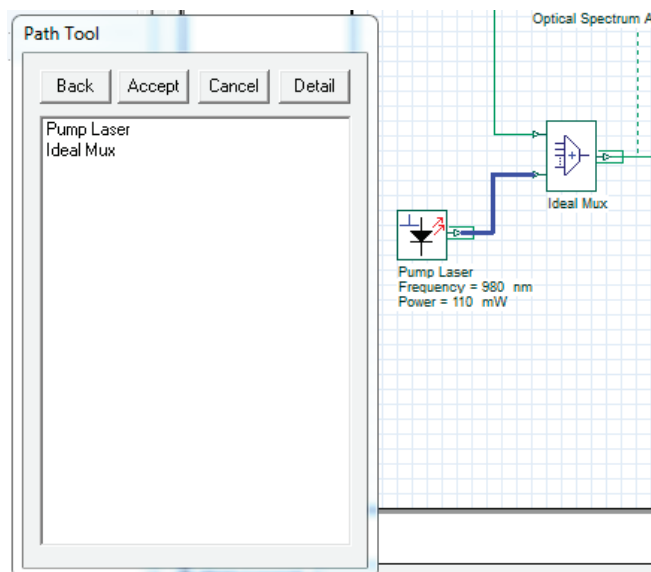 Path Tool
Back Accept Cancel Detail
Pump Laser
Ideal Mux
Optical Spectrum A
Ideal Mux
Pump Laser
Frequency = 980 nm
Power = 110 mW